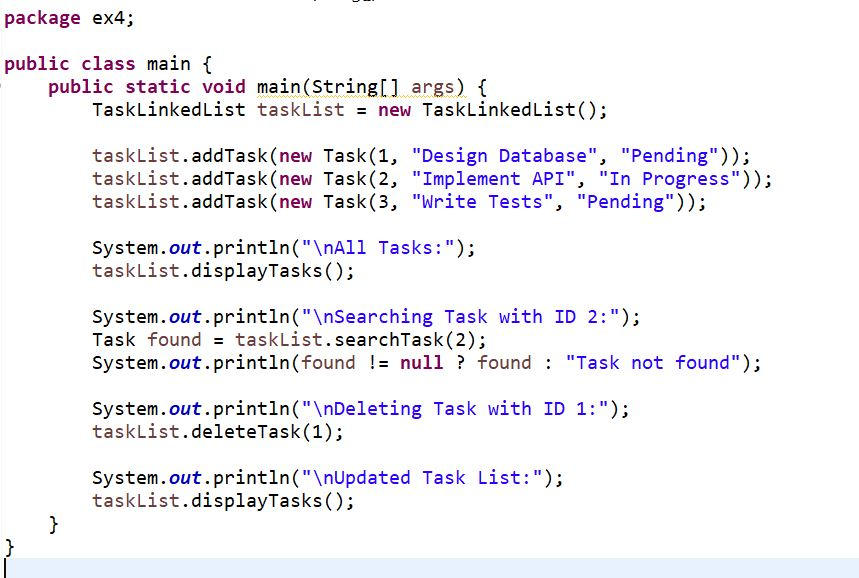 package ex4;
public class main {
    public static void main(String[] args) {
        TaskLinkedList taskList = new TaskLinkedList();
        taskList.addTask(new Task(1, "Design Database", "Pending"));
        taskList.addTask(new Task(2, "Implement API", "In Progress"));
        taskList.addTask(new Task(3, "Write Tests", "Pending"));
        System.out.println("\nAll Tasks:");
        taskList.displayTasks();
        System.out.println("\nSearching Task with ID 2:");
        Task found = taskList.searchTask(2);
        System.out.println(found != null ? found : "Task not found");
        System.out.println("\nDeleting Task with ID 1:");
        taskList.deleteTask(1);
        System.out.println("\nUpdated Task List:");
        taskList.displayTasks();
    }
}